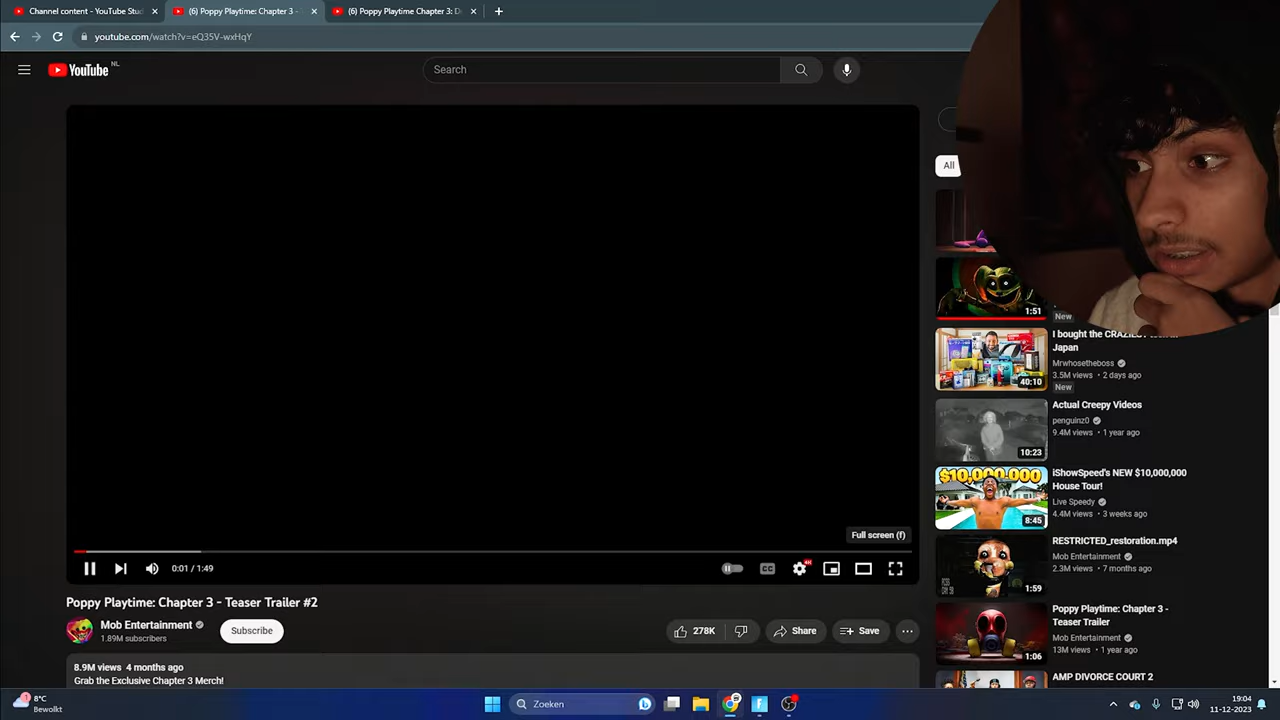 Channel content - YouTube Stud
(6) Poppy Playtime: Chapter 3 -
(6) Poppy Playtime Chapter 3: D
youtube.com/watch?v=eQ35V-wxHqY
YouTube NL
Search
All
1:51
New
I bought the CRAZIEST
Japan
Mrwhosetheboss
3.5M views • 2 days ago
New
40:10
Actual Creepy Videos
penguinz0
9.4M views • 1 year ago
10:23
$10,000,000
iShowSpeed's NEW $10,000,000
House Tour!
Live Speedy
4.4M views • 3 weeks ago
8:45
RESTRICTED_restoration.mp4
Mob Entertainment
2.3M views • 7 months ago
1:59
Poppy Playtime: Chapter 3 -
Teaser Trailer
Mob Entertainment
13M views • 1 year ago
1:06
AMP DIVORCE COURT 2
Full screen (f)
0:01 / 1:49
CC
Poppy Playtime: Chapter 3 - Teaser Trailer #2
Mob Entertainment
1.89M subscribers
Subscribe
278K
Share
Save
8.9M views 4 months ago
Grab the Exclusive Chapter 3 Merch!
1
8°C
Bewolkt
Zoeken
19:04
11-12-2023